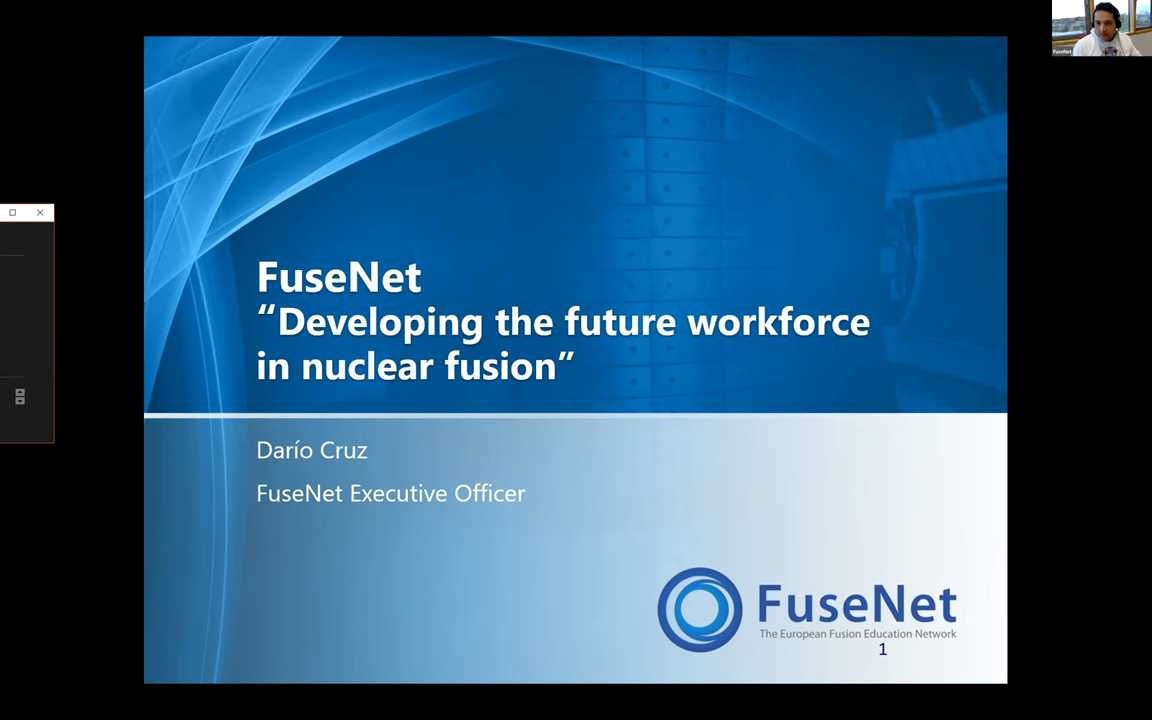 FuseNet
FuseNet
“Developing the future workforce
in nuclear fusion”
Darío Cruz
FuseNet Executive Officer
FuseNet
The European Fusion Education Network
1